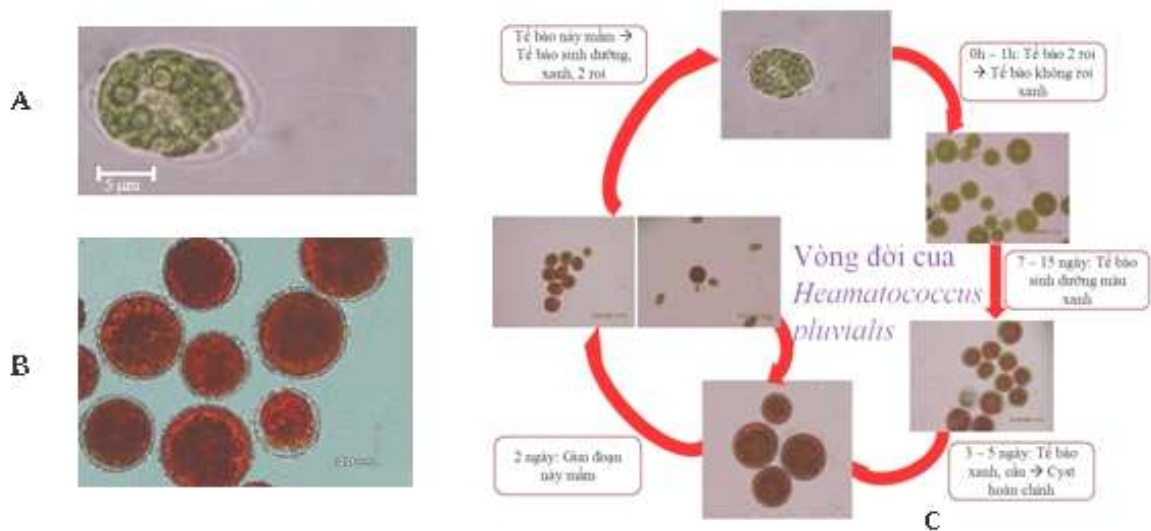 A
5 µm
B
Tế bào nảy mầm →
Tế bào sinh dưỡng,
xanh, 2 roi
0h – 1h: Tế bào 2 roi
→ Tế bào không roi
xanh
7 – 15 ngày: Tế bào
sinh dưỡng màu
xanh
Vòng đời cua
Heamatococcus
pluvialis
2 ngày: Giai đoạn
nảy mầm
3 – 5 ngày: Tế bào
xanh, cầu → Cyst
hoàn chỉnh
C